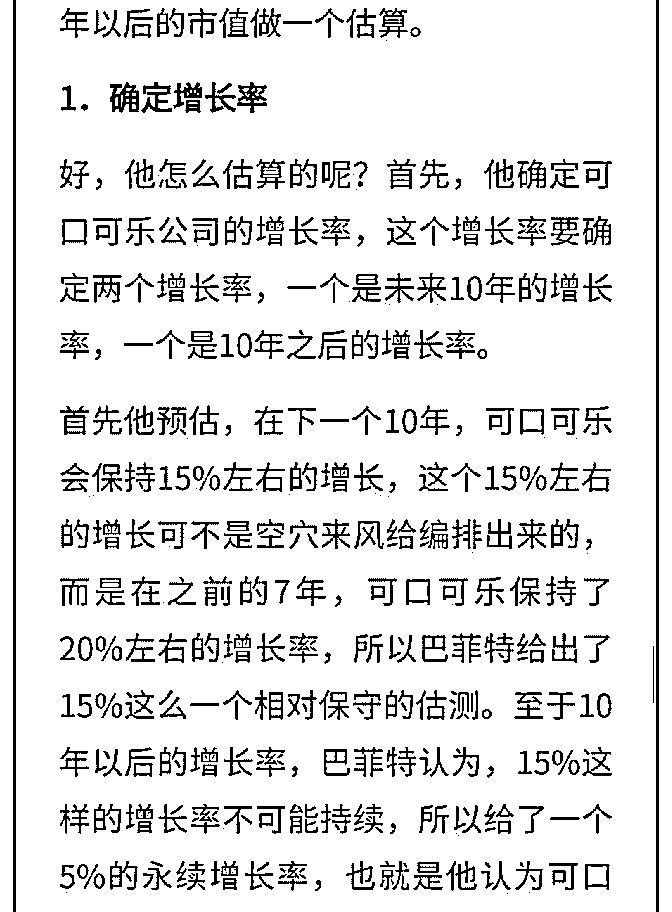 年以后的市值做一个估算。
1. 确定增长率
好，他怎么估算的呢？首先，他确定可
口可乐公司的增长率，这个增长率要确
定两个增长率，一个是未来10年的增长
率，一个是10年之后的增长率。
首先他预估，在下一个10年，可口可乐
会保持15%左右的增长，这个15%左右
的增长可不是空穴来风给编排出来的，
而是在之前的7年，可口可乐保持了
20%左右的增长率，所以巴菲特给出了
15%这么一个相对保守的估测。至于10
年以后的增长率，巴菲特认为，15%这
样的增长率不可能持续，所以给了一个
5%的永续增长率，也就是他认为可口